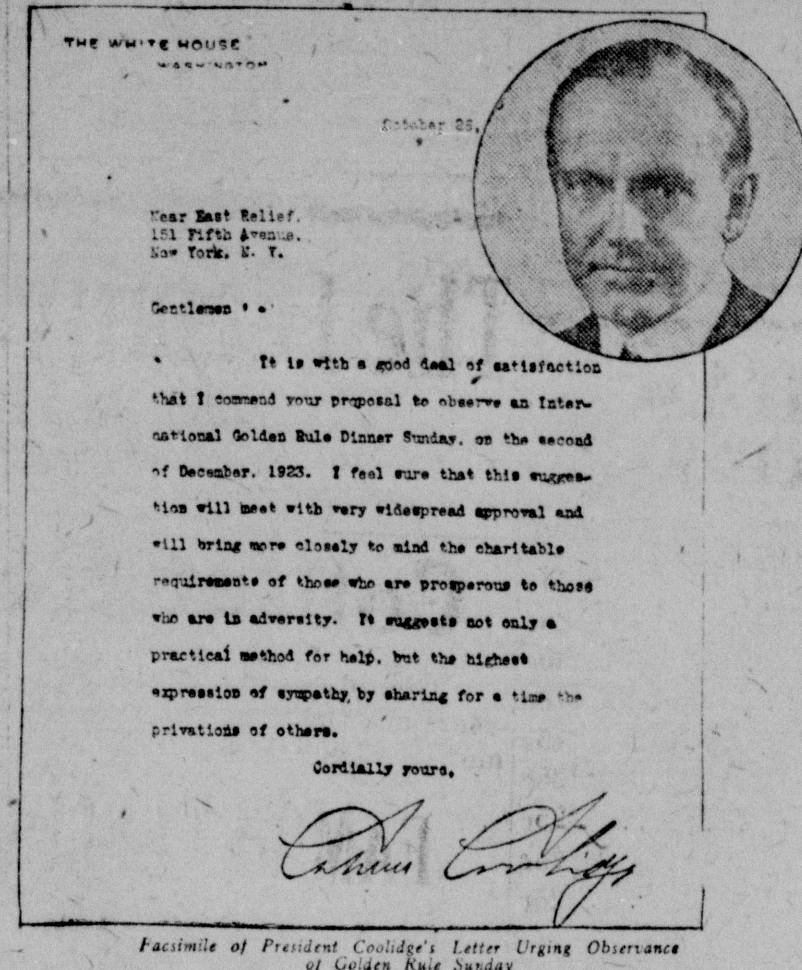 THE WHITE HOUSE
WASHINGTON
October 26,
Near East Relief.
151 Fifth Avenue.
New York, N. Y.
Gentlemen
It is with a good deal of satisfaction
that I commend your proposal to observe an Inter-
national Golden Rule Dinner Sunday, on the second
of December, 1923. I feel sure that this sugges-
tion will meet with very widespread approval and
will bring more closely to mind the charitable
requirements of those who are prosperous to those
who are in adversity. It suggests not only a
practical method for help, but the highest
expression of sympathy, by sharing for a time the
privations of others.
Cordially yours,
Calvin Coolidge
Facsimile of President Coolidge's Letter Urging Observance
of Golden Rule Sunday